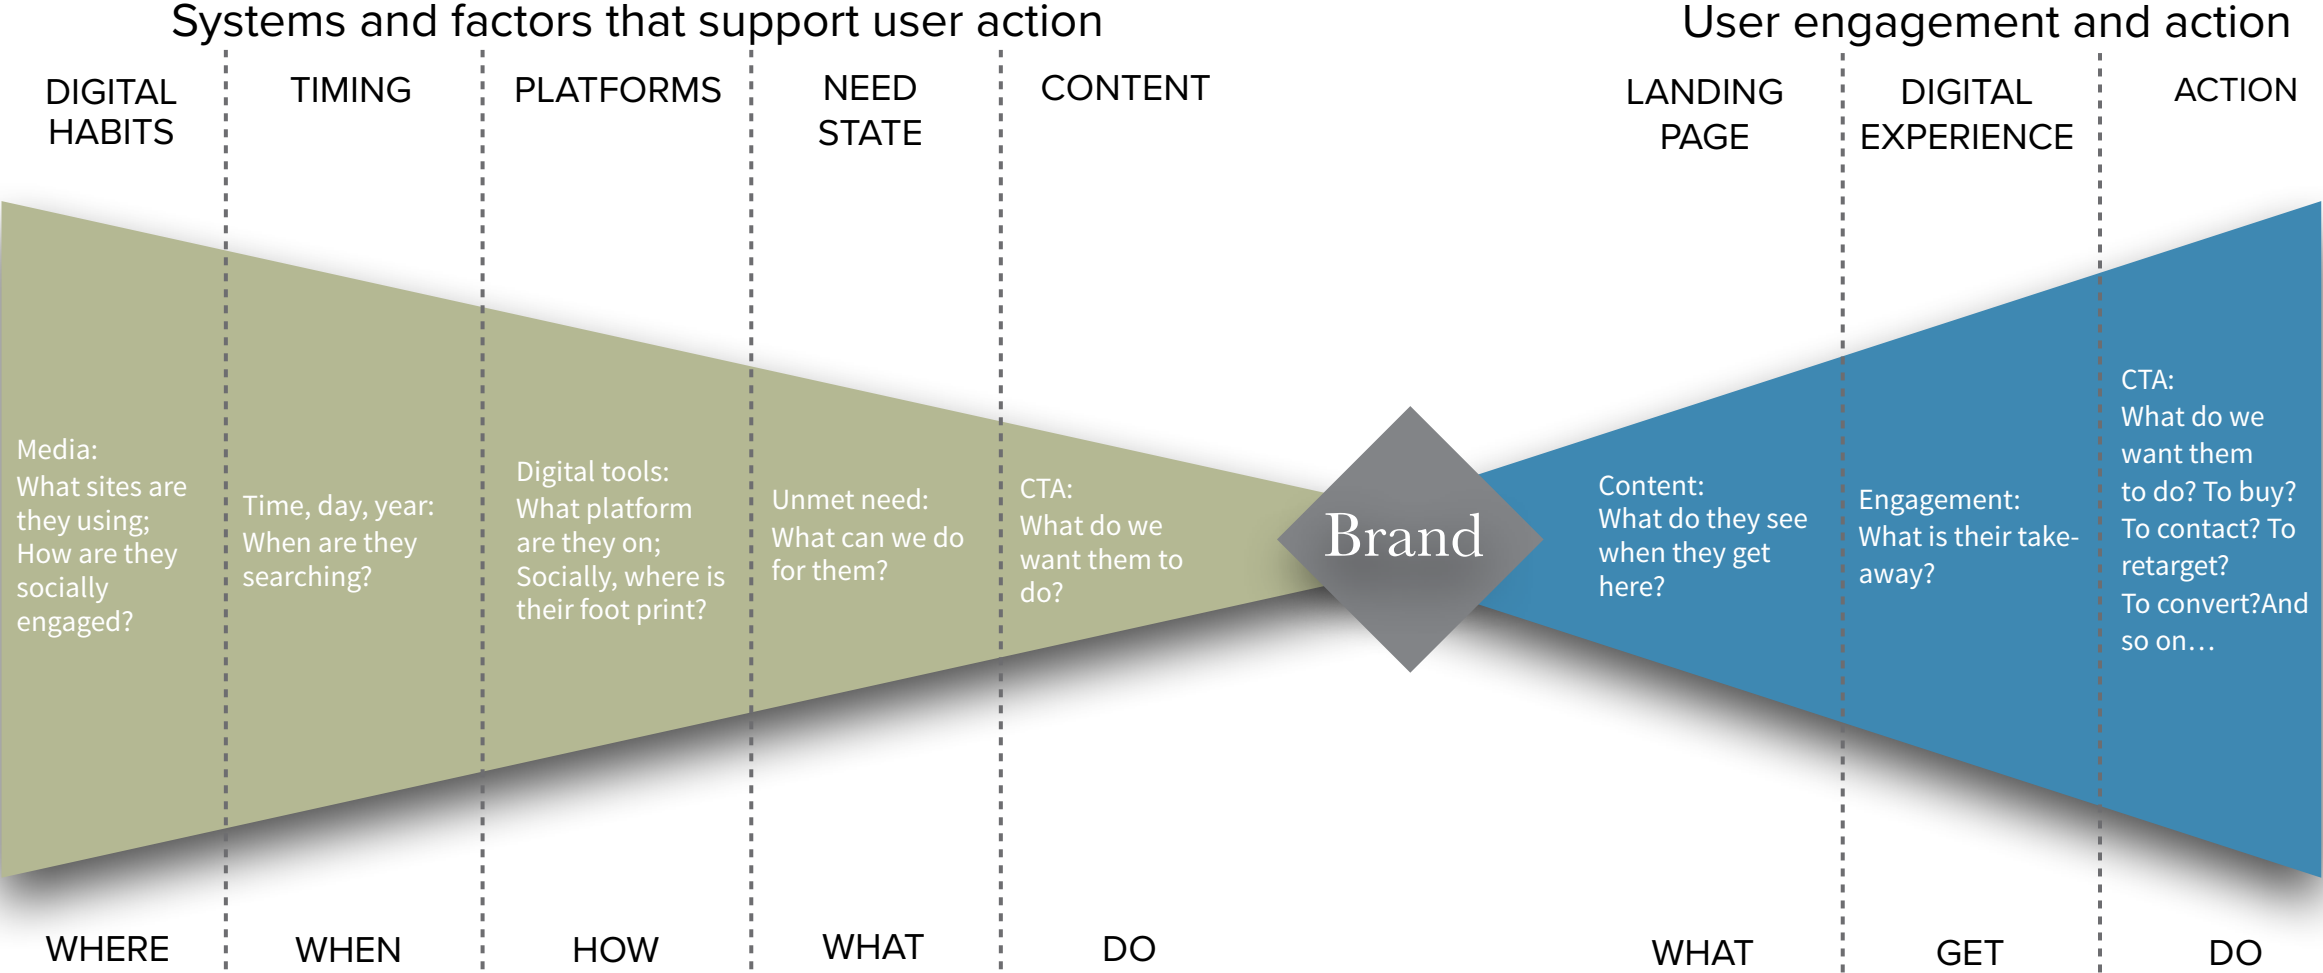 Systems and factors that support user action
User engagement and action
DIGITAL
HABITS
TIMING
PLATFORMS
NEED
STATE
CONTENT
LANDING
PAGE
DIGITAL
EXPERIENCE
ACTION
Media:
What sites are
they using;
How are they
socially
engaged?
Time, day, year:
When are they
searching?
Digital tools:
What platform
are they on;
Socially, where is
their foot print?
Unmet need:
What can we do
for them?
CTA:
What do we
want them to
do?
Brand
Content:
What do they see
when they get
here?
Engagement:
What is their take-
away?
CTA:
What do we
want them
to do? To buy?
To contact? To
retarget?
To convert?And
so on…
WHERE
WHEN
HOW
WHAT
DO
WHAT
GET
DO